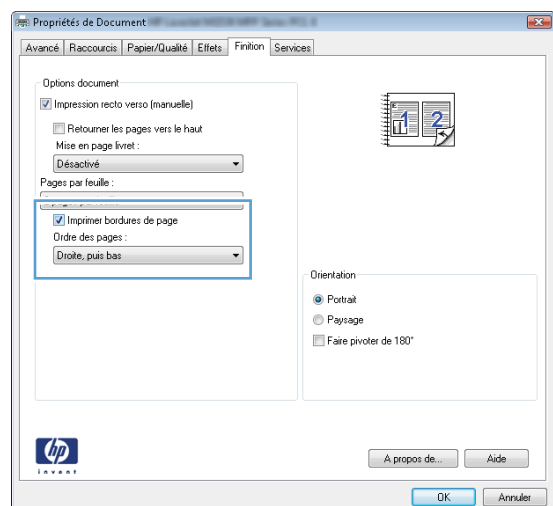 Propriétés de Document
Avancé Raccourcis Papier/Qualité Effets Finition Services
Options document
Impression recto verso (manuelle)
Retourner les pages vers le haut
Mise en page livret :
Désactivé
Pages par feuille :
Imprimer bordures de page
Ordre des pages :
Droite, puis bas
1 2
Orientation
Portrait
Paysage
Faire pivoter de 180°
hp
invent
A propos de... Aide
OK Annuler